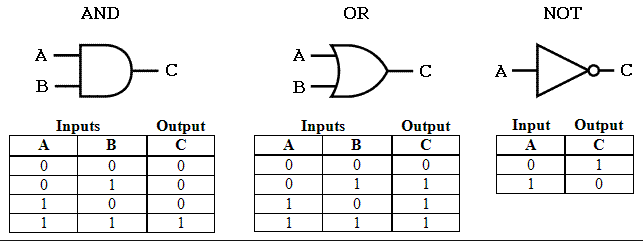 AND OR NOT
A A
C C A C
B B
Inputs Output Inputs Output Input Output
A B C A B C A C
0 0 0 0 0 0 0 1
0 1 0 0 1 1 1 0
1 0 0 1 0 1
1 1 1 1 1 1